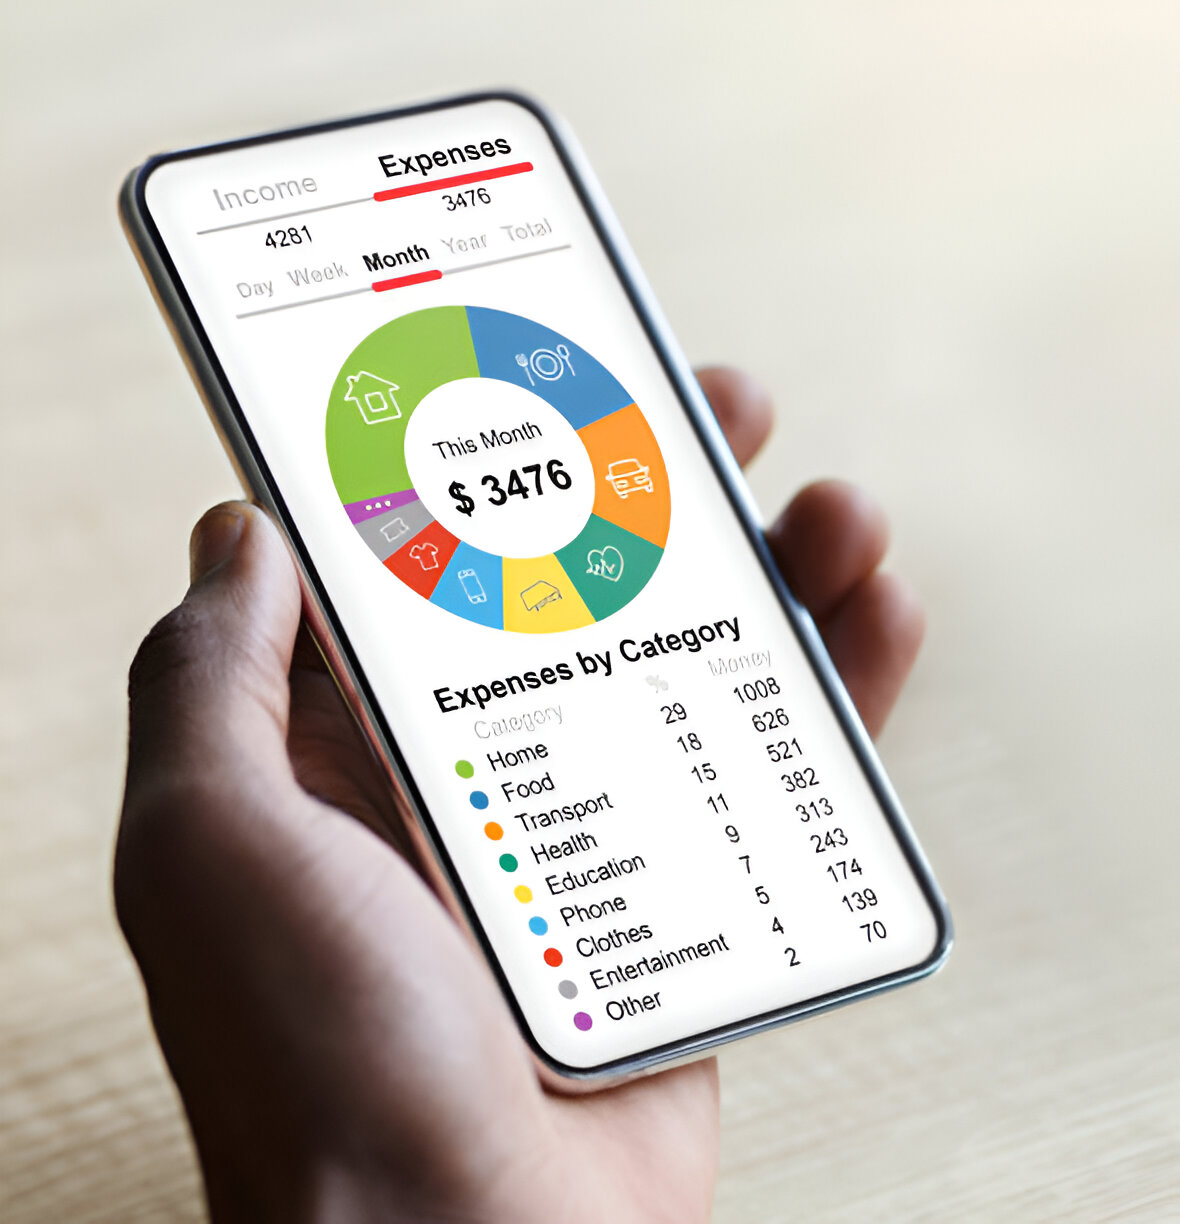 Income Expenses
4281 3476
Day Week Month Year Total
This Month
$ 3476
Expenses by Category
Category % Money
Home 29 1008
Food 18 626
Transport 15 521
Health 11 382
Education 9 313
Phone 7 243
Clothes 5 174
Entertainment 4 139
Other 2 70